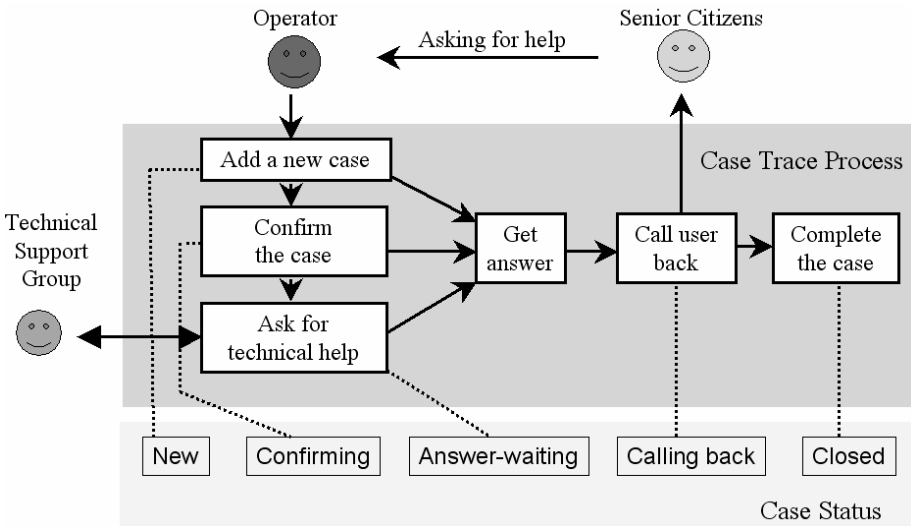 Operator
Senior Citizens
Asking for help
Case Trace Process
Add a new case
Technical
Support
Group
Confirm
the case
Get
answer
Call user
back
Complete
the case
Ask for
technical help
New
Confirming
Answer-waiting
Calling back
Closed
Case Status